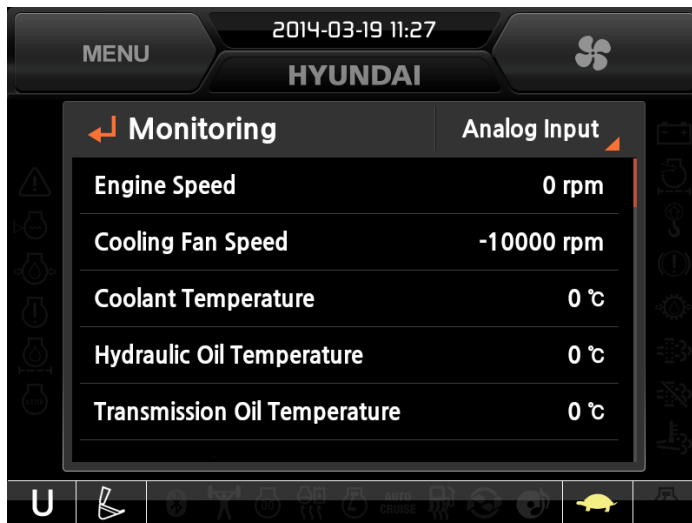 2014-03-19 11:27
MENU
HYUNDAI
Monitoring
Analog Input
Engine Speed 0 rpm
Cooling Fan Speed -10000 rpm
Coolant Temperature 0 ℃
Hydraulic Oil Temperature 0 ℃
Transmission Oil Temperature 0 ℃
STOP
U
AUTO
CRUISE